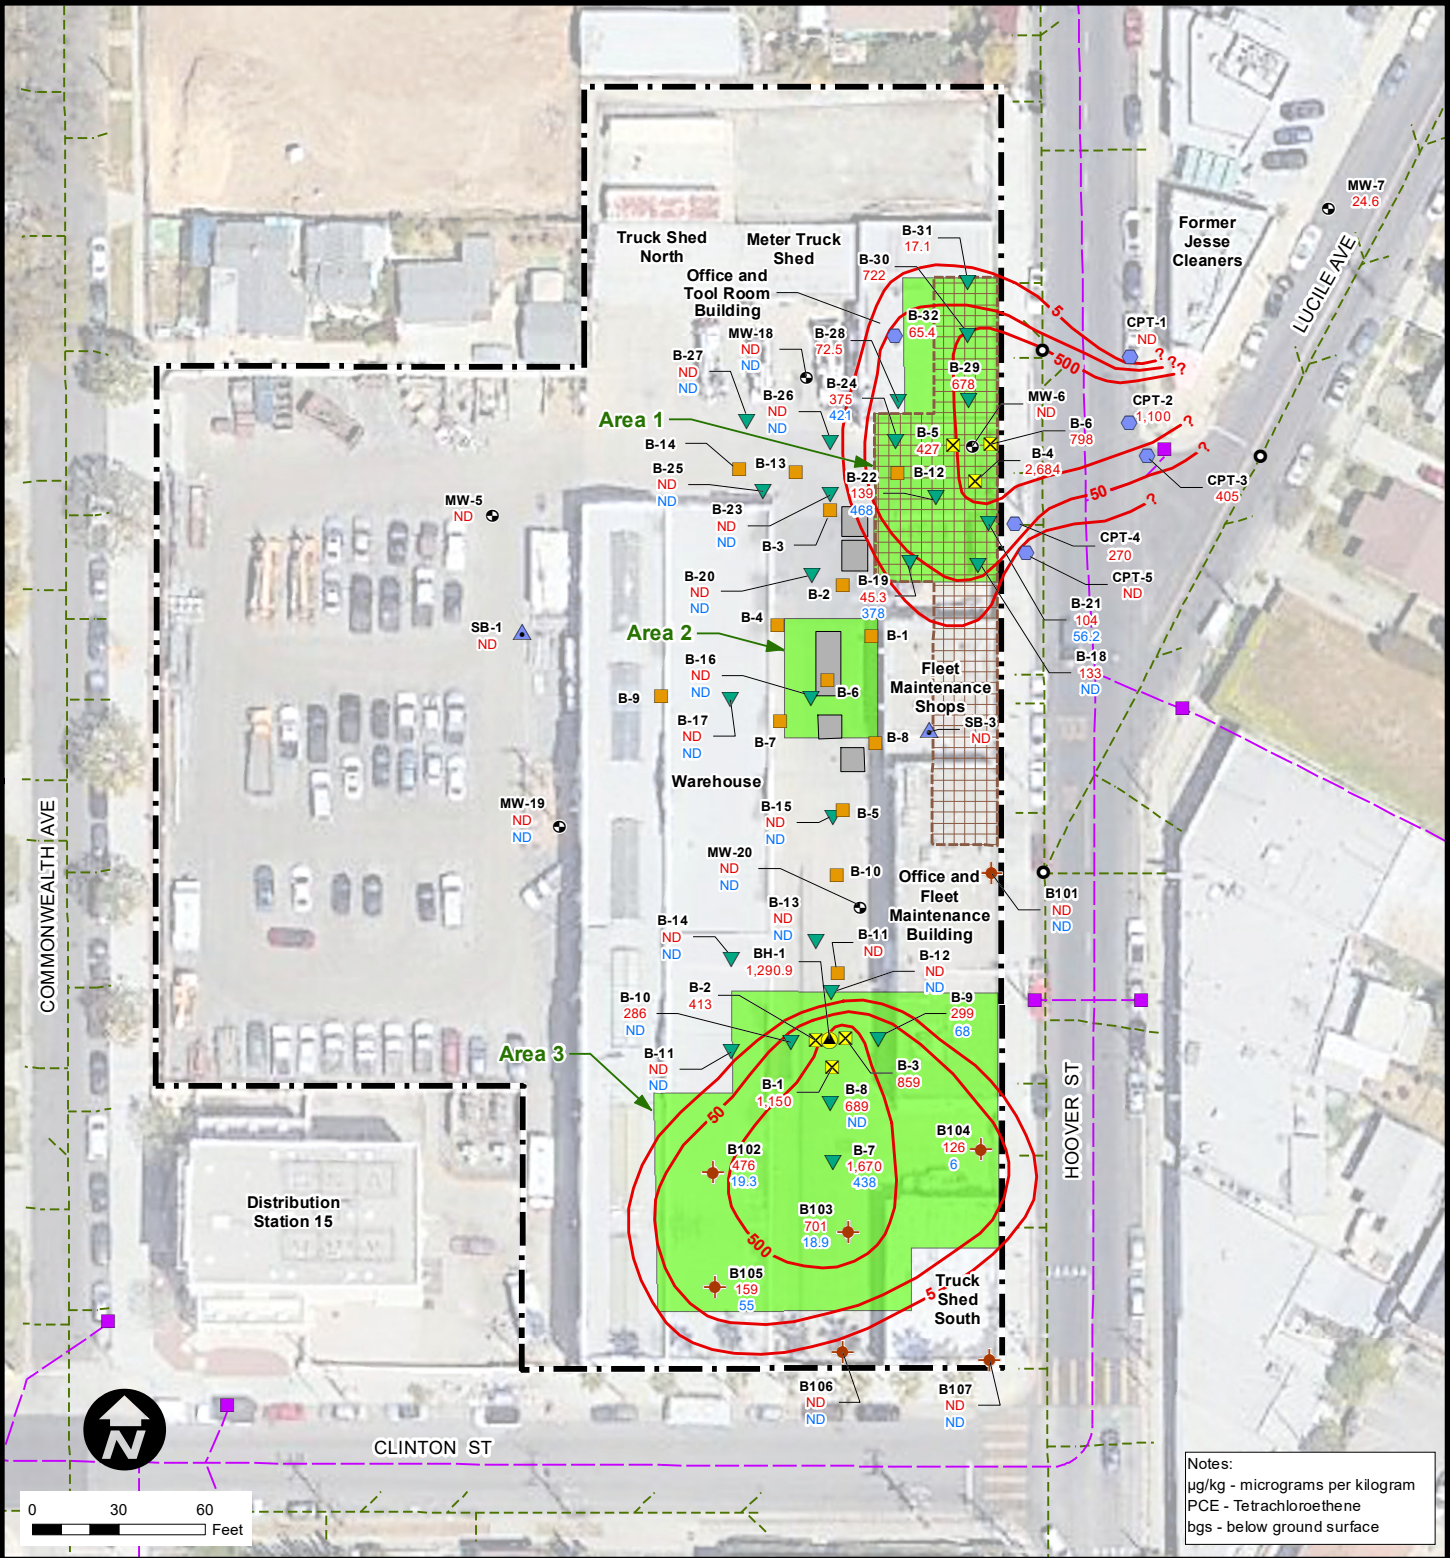 MW-7
24.6
Former
Jesse
Cleaners
LUCILE AVE
B-31
17.1
Truck Shed
North
Meter Truck
Shed
B-30
722
Office and
Tool Room
Building
5
B-32
65.4
CPT-1
ND
?
??
MW-18
ND
ND
B-28
72.5
500
B-27
ND
ND
B-29
678
B-24
375
421
B-26
ND
ND
MW-6
ND
CPT-2
1,100
?
Area 1
B-5
427
B-6
798
B-14
B-13
B-4
2,684
?
B-25
ND
ND
B-22
139
468
B-12
CPT-3
405
50
?
MW-5
ND
B-23
ND
ND
B-3
CPT-4
270
B-20
ND
ND
B-2
B-19
45.3
378
CPT-5
ND
B-21
104
56.2
SB-1
ND
B-4
Area 2
B-1
B-16
ND
ND
B-18
133
ND
Fleet
Maintenance
Shops
B-9
B-6
B-17
ND
ND
B-7
B-8
SB-3
ND
Warehouse
MW-19
ND
ND
B-15
ND
ND
B-5
COMMONWEALTH AVE
MW-20
ND
ND
B-10
Office and
Fleet
Maintenance
Building
B101
ND
ND
B-13
ND
ND
B-14
ND
ND
B-11
ND
BH-1
1,290.9
B-12
ND
ND
B-10
286
ND
B-2
413
B-9
299
68
Area 3
B-11
ND
ND
B-1
1,150
B-3
859
B-8
689
ND
50
HOOVER ST
B102
476
19.3
B-7
1,670
438
B104
126
6
Distribution
Station 15
B103
701
18.9
500
B105
159
55
5
Truck
Shed
South
B106
ND
ND
B107
ND
ND
N
CLINTON ST
0 30 60
Feet
Notes:
µg/kg - micrograms per kilogram
PCE - Tetrachloroethene
bgs - below ground surface